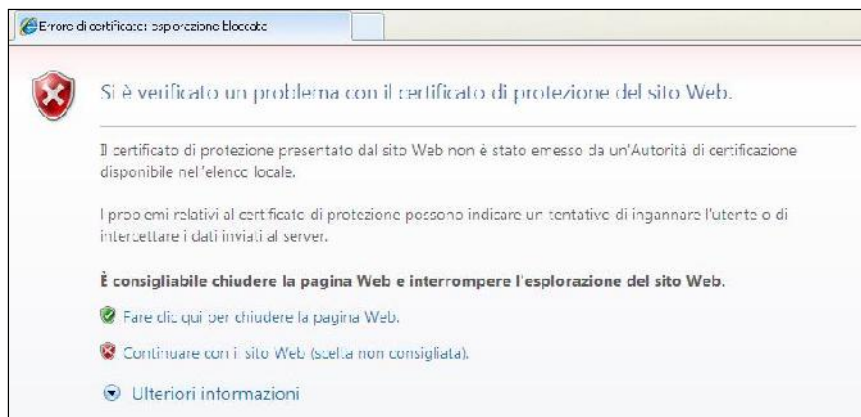 Errore di certificato: esplorazione bloccata
Si è verificato un problema con il certificato di protezione del sito Web.
Il certificato di protezione presentato dal sito Web non è stato emesso da un'Autorità di certificazione
disponibile nell'elenco locale.
I problemi relativi al certificato di protezione possono indicare un tentativo di ingannare l'utente o di
intercettare i dati inviati al server.
È consigliabile chiudere la pagina Web e interrompere l'esplorazione del sito Web.
Fare clic qui per chiudere la pagina Web.
Continuare con il sito Web (scelta non consigliata).
Ulteriori informazioni